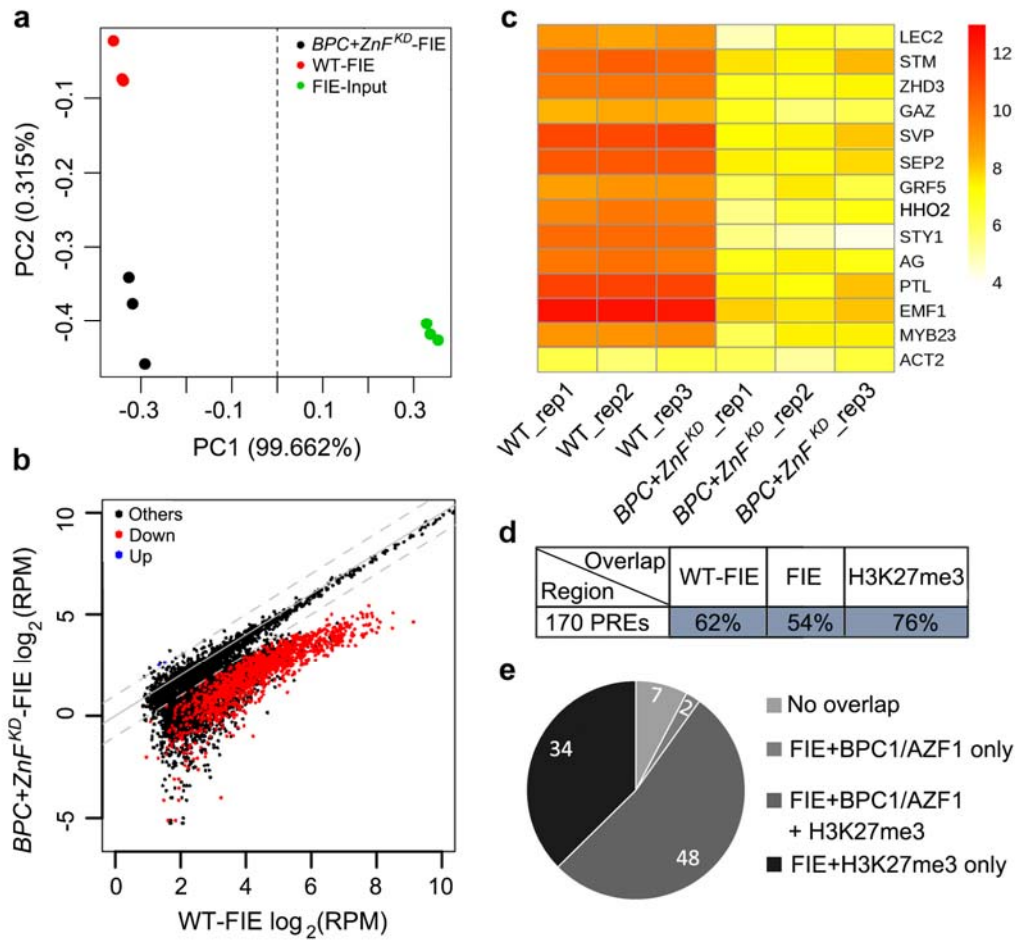 a
BPC+ZnF^KD-FIE
WT-FIE
FIE-Input
PC2 (0.315%)
-0.1
-0.2
-0.3
-0.4
-0.3
-0.1
0.1
0.3
PC1 (99.662%)
b
Others
Down
Up
BPC+ZnF^KD-FIE log2(RPM)
10
5
0
-5
0
2
4
6
8
10
WT-FIE log2(RPM)
c
LEC2
STM
ZHD3
GAZ
SVP
SEP2
GRF5
HHO2
STY1
AG
PTL
EMF1
MYB23
ACT2
12
10
8
6
4
WT_rep1
WT_rep2
WT_rep3
BPC+ZnF^KD_rep1
BPC+ZnF^KD_rep2
BPC+ZnF^KD_rep3
d
Overlap
Region
WT-FIE
FIE
H3K27me3
170 PREs
62%
54%
76%
e
7
2
34
48
No overlap
FIE+BPC1/AZF1 only
FIE+BPC1/AZF1
+ H3K27me3
FIE+H3K27me3 only